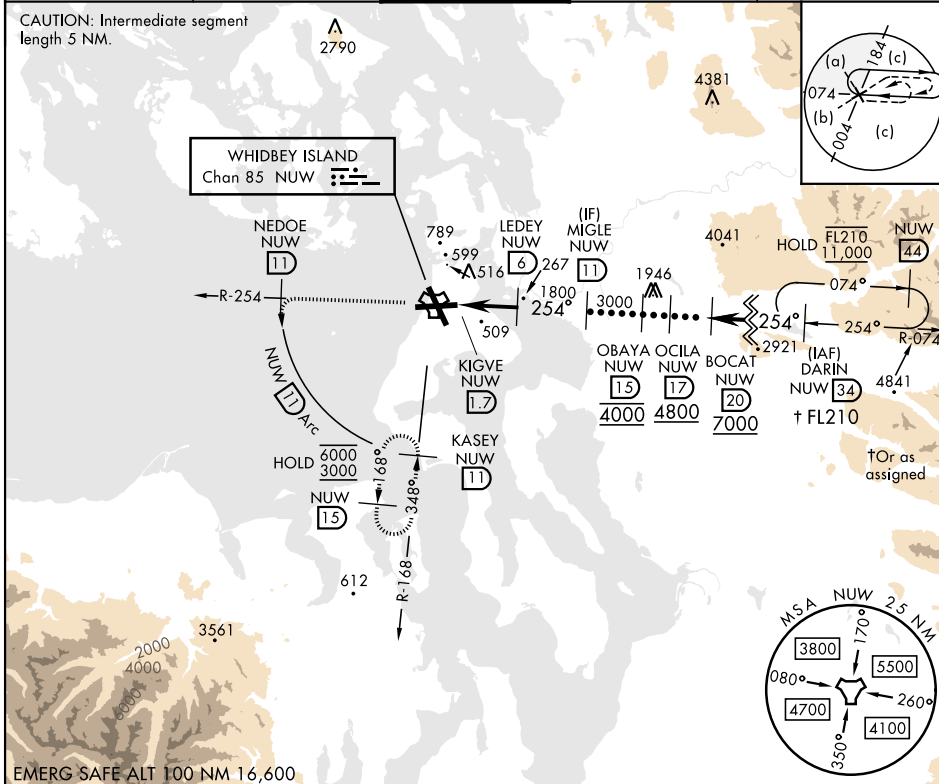 CAUTION: Intermediate segment
length 5 NM.
2790
4381
(a)
(c)
184
074
(b)
004
(c)
WHIDBEY ISLAND
Chan 85 NUW
NEDOE
NUW
11
789
599
516
LEDEY
NUW
6
267
(IF)
MIGLE
NUW
11
4041
HOLD FL210
11,000
NUW
44
R-254
1800
254°
3000
1946
074°
254°
254°
R-074
509
2921
KIGVE
NUW
1.7
OBAYA
NUW
15
4000
OCILA
NUW
17
4800
BOCAT
NUW
20
7000
(IAF)
DARIN
NUW 34
† FL210
4841
†Or as
assigned
NUW 11 Arc
HOLD 6000
3000
168°
348°
KASEY
NUW
11
NUW
15
R-168
612
3561
2000
4000
6000
MSA NUW 25 NM
170°
3800
5500
080°
260°
4700
4100
350°
EMERG SAFE ALT 100 NM 16,600